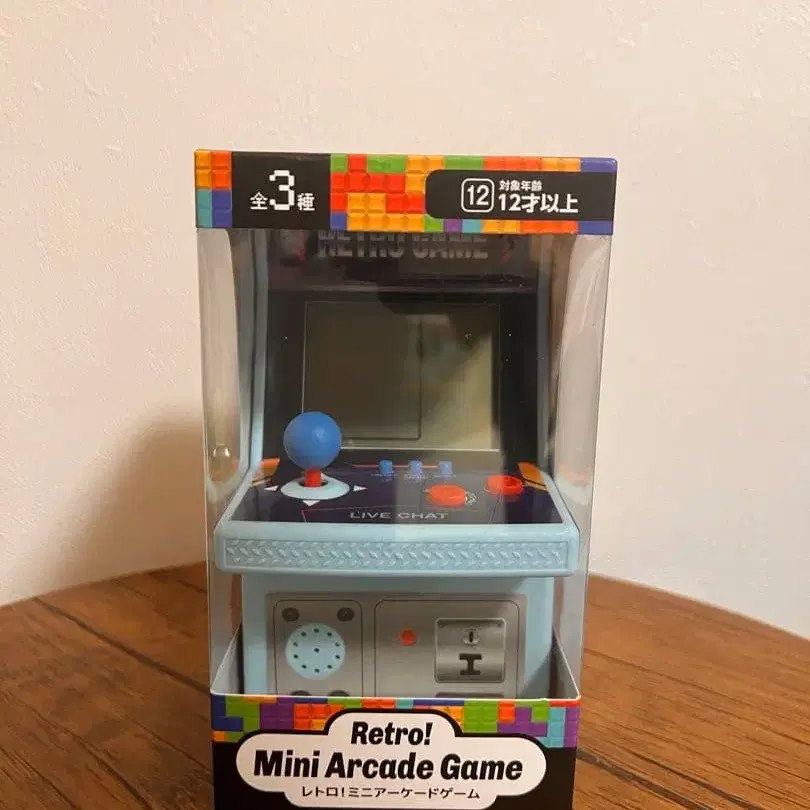 全3種
12
対象年齢
12才以上
RETRO GAME
LIVE CHAT
Retro!
Mini Arcade Game
レトロ!ミニアーケードゲーム